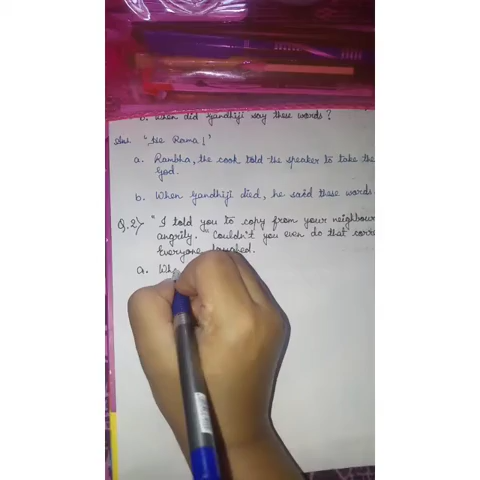 b. When did Gandhiji say these words?
Ans "Hee Rama!"
a. Rambha, the cook told the speaker to take the
God.
b. When Gandhiji died, he said these words
Q.2)- "I told you to copy from your neighbour
angrily. "Couldn't you even do that corre
Everyone laughed.
a. Wh